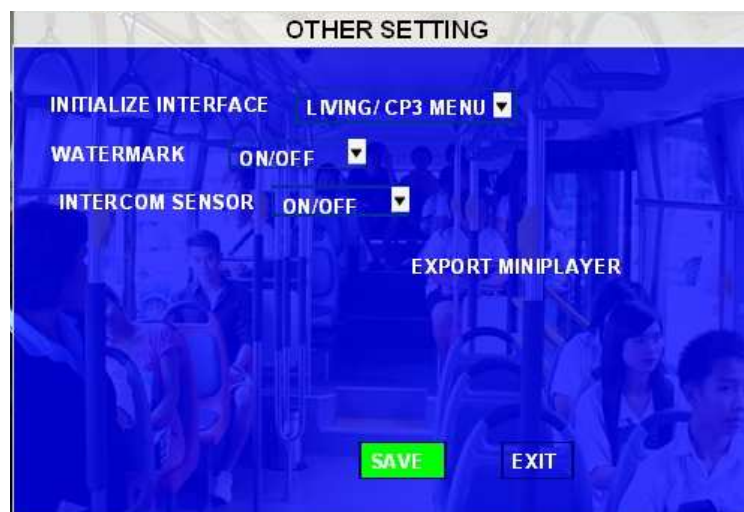 OTHER SETTING
INITIALIZE INTERFACE LIVING/ CP3 MENU
WATERMARK ON/OFF
INTERCOM SENSOR ON/OFF
EXPORT MINIPLAYER
SAVE EXIT